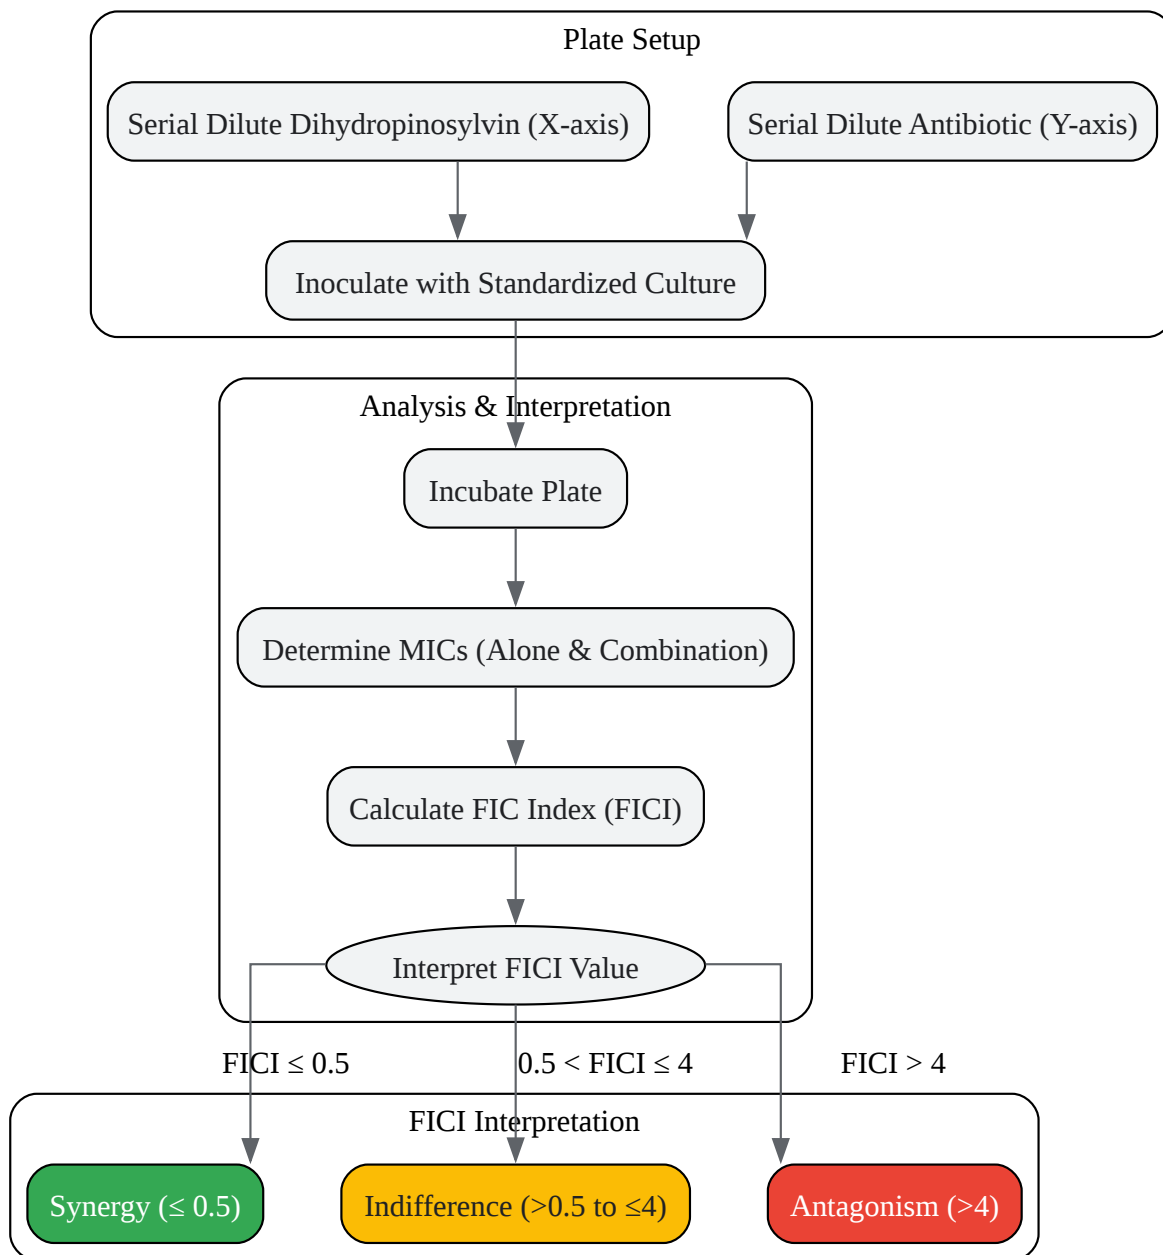 Plate Setup
Serial Dilute Dihydropinosylvin (X-axis)
Serial Dilute Antibiotic (Y-axis)
Inoculate with Standardized Culture
Analysis & Interpretation
Incubate Plate
Determine MICs (Alone & Combination)
Calculate FIC Index (FICI)
Interpret FICI Value
FICI ≤ 0.5
0.5 < FICI ≤ 4
FICI > 4
FICI Interpretation
Synergy (≤ 0.5)
Indifference (>0.5 to ≤4)
Antagonism (>4)